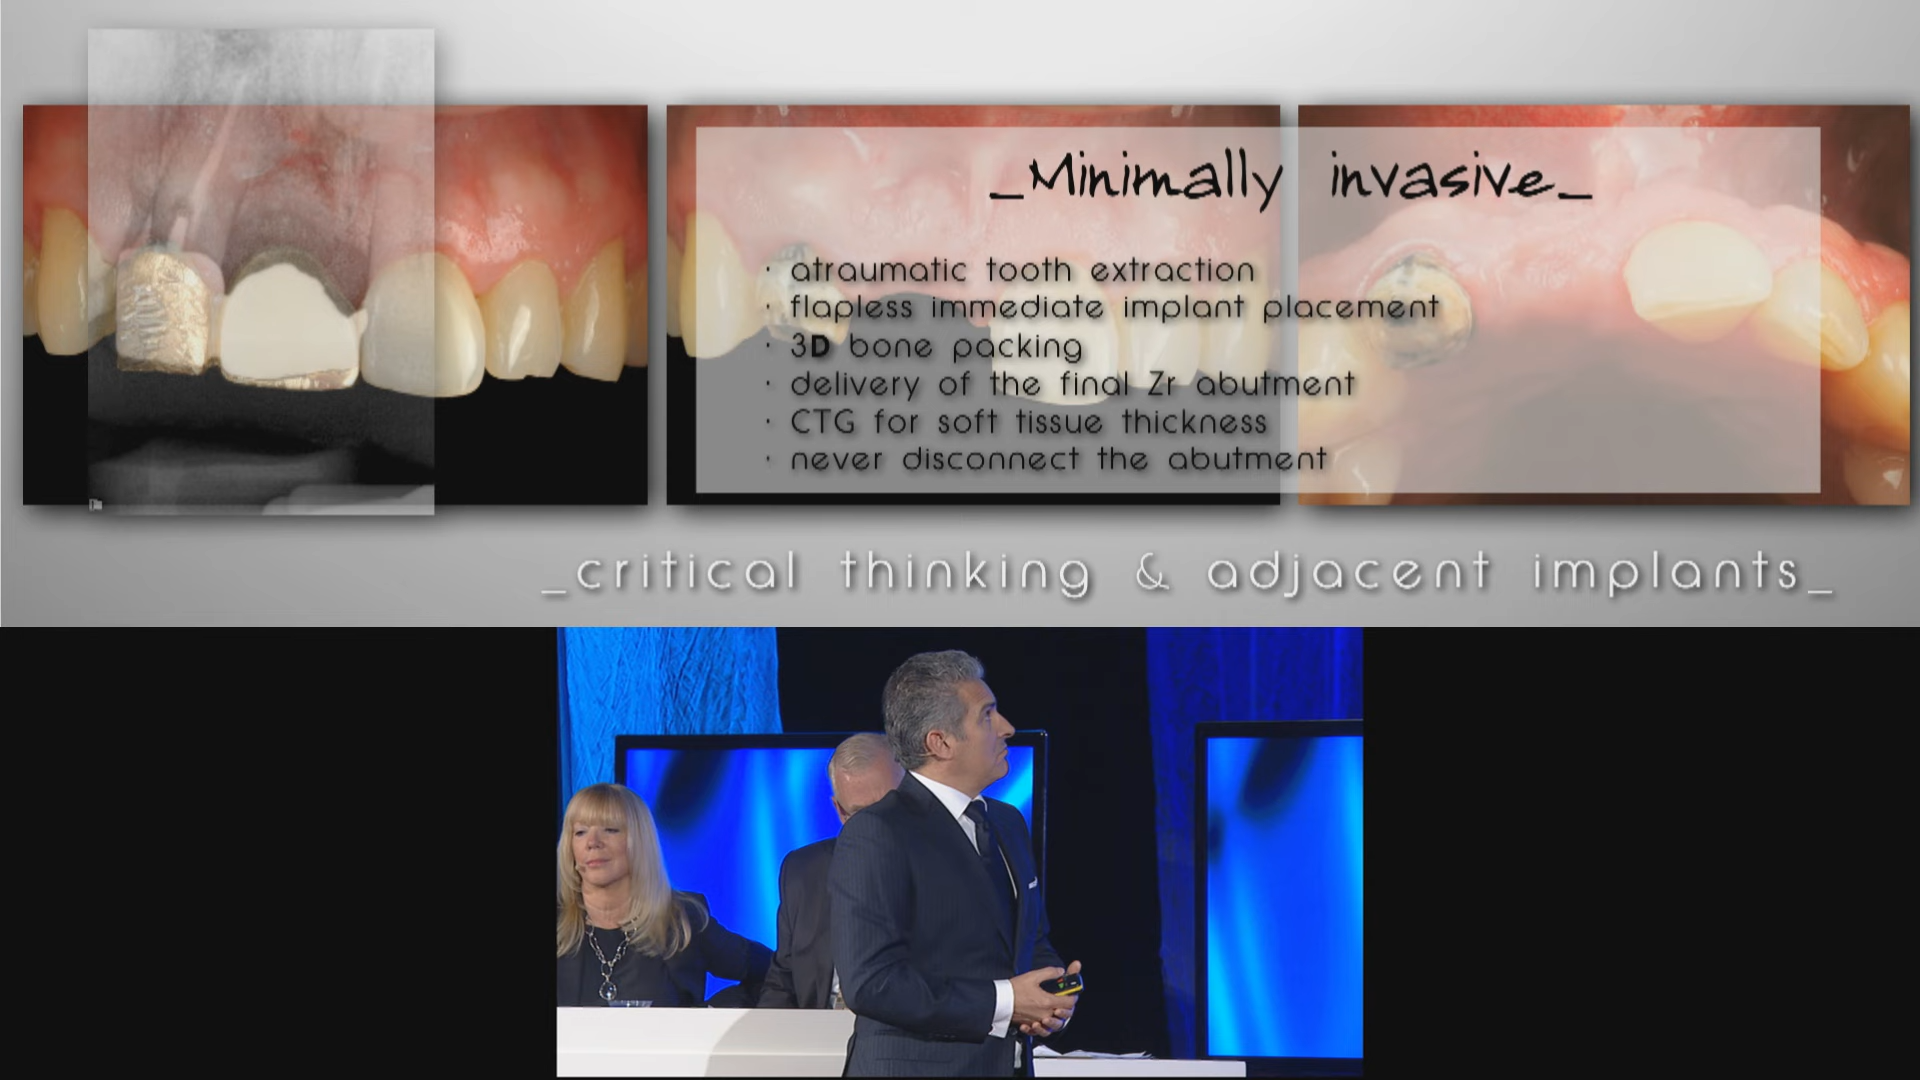 _Minimally invasive_
· atraumatic tooth extraction
· flapless immediate implant placement
· 3D bone packing
· delivery of the final Zr abutment
· CTG for soft tissue thickness
· never disconnect the abutment
_critical thinking & adjacent implants_